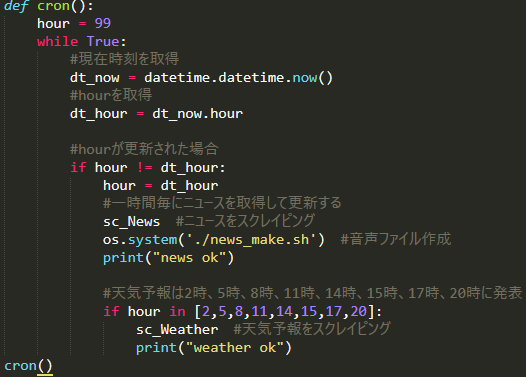 def cron():
    hour = 99
    while True:
        #現在時刻を取得
        dt_now = datetime.datetime.now()
        #hourを取得
        dt_hour = dt_now.hour

        #hourが更新された場合
        if hour != dt_hour:
            hour = dt_hour
            #一時間毎にニュースを取得して更新する
            sc_News  #ニュースをスクレイピング
            os.system('./news_make.sh')  #音声ファイル作成
            print("news ok")

            #天気予報は2時、5時、8時、11時、14時、15時、17時、20時に発表
            if hour in [2,5,8,11,14,15,17,20]:
                sc_Weather  #天気予報をスクレイピング
                print("weather ok")
cron()